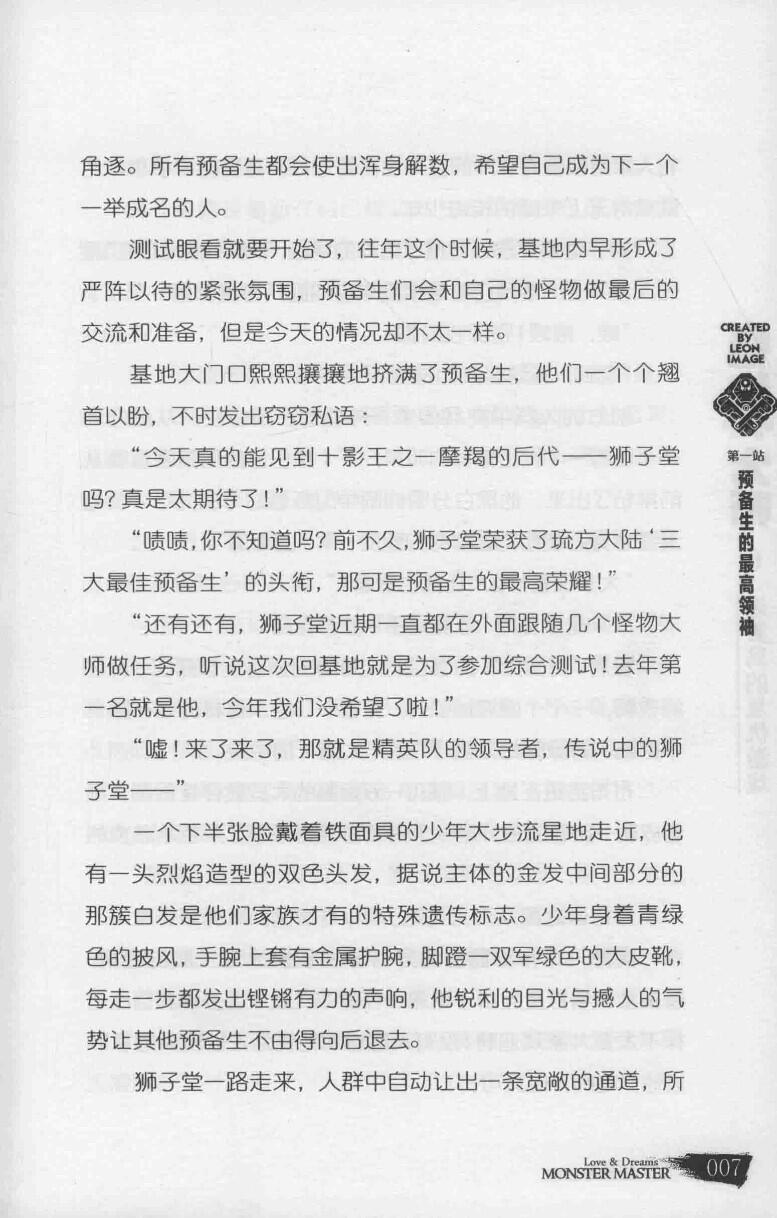 角逐。所有预备生都会使出浑身解数，希望自己成为下一个
一举成名的人。
测试眼看就要开始了，往年这个时候，基地内早形成了
严阵以待的紧张氛围，预备生们会和自己的怪物做最后的
交流和准备，但是今天的情况却不太一样。
基地大门口熙熙攘攘地挤满了预备生，他们一个个翘
首以盼，不时发出窃窃私语：
“今天真的能见到十影王之一摩羯的后代——狮子堂
吗？真是太期待了！”
“啧啧，你不知道吗？前不久，狮子堂荣获了琉方大陆‘三
大最佳预备生’的头衔，那可是预备生的最高荣耀！”
“还有还有，狮子堂近期一直都在外面跟随几个怪物大
师做任务，听说这次回基地就是为了参加综合测试！去年第
一名就是他，今年我们没希望了啦！”
“嘘！来了来了，那就是精英队的领导者，传说中的狮
子堂——”
一个下半张脸戴着铁面具的少年大步流星地走近，他
有一头烈焰造型的双色头发，据说主体的金发中间部分的
那簇白发是他们家族才有的特殊遗传标志。少年身着青绿
色的披风，手腕上套有金属护腕，脚蹬一双军绿色的大皮靴，
每走一步都发出铿锵有力的声响，他锐利的目光与撼人的气
势让其他预备生不由得向后退去。
狮子堂一路走来，人群中自动让出一条宽敞的通道，所
CREATED
BY
LEON
IMAGE
第一站
预备生的最高领袖
Love & Dreams
MONSTER MASTER
007